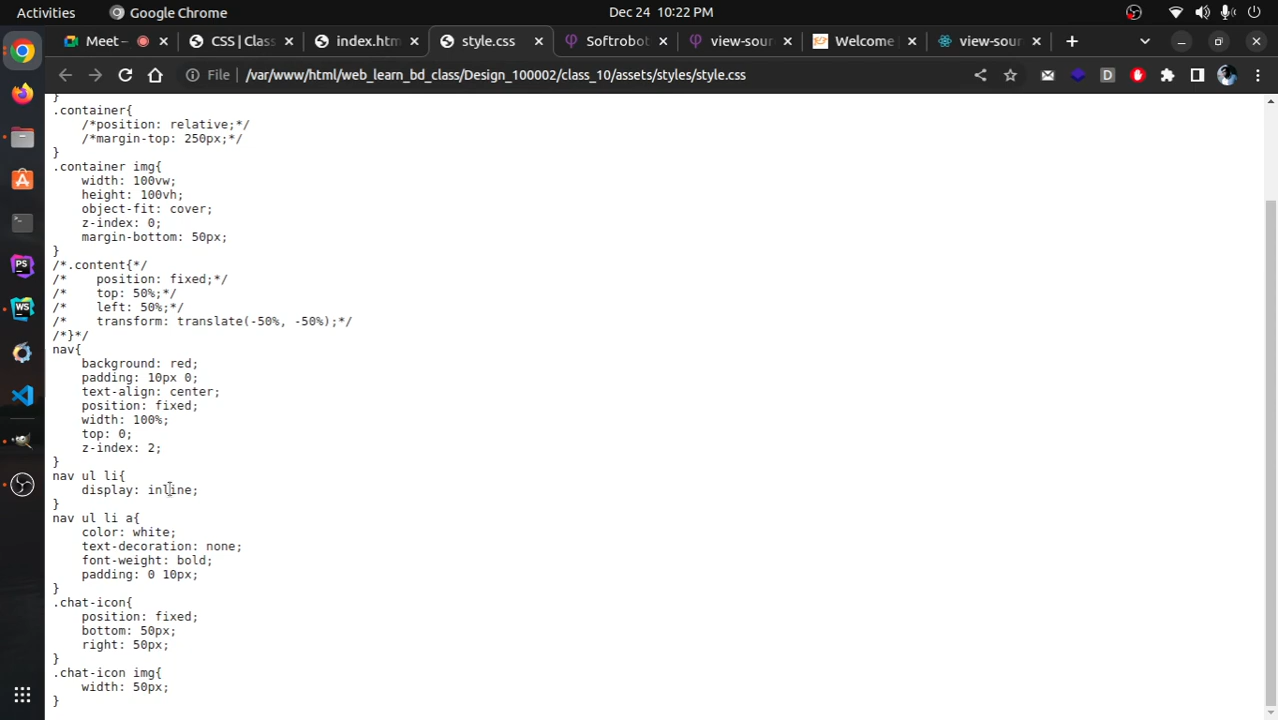 Activities
Google Chrome
Dec 24 10:22 PM
Meet –
CSS | Class
index.htm
style.css
Softrobot
view-sour
Welcome
view-sour
File
/var/www/html/web_learn_bd_class/Design_100002/class_10/assets/styles/style.css
}
.container{
    /*position: relative;*/
    /*margin-top: 250px;*/
}
.container img{
    width: 100vw;
    height: 100vh;
    object-fit: cover;
    z-index: 0;
    margin-bottom: 50px;
}
/*.content{*/
/*    position: fixed;*/
/*    top: 50%;*/
/*    left: 50%;*/
/*    transform: translate(-50%, -50%);*/
/*}*/
nav{
    background: red;
    padding: 10px 0;
    text-align: center;
    position: fixed;
    width: 100%;
    top: 0;
    z-index: 2;
}
nav ul li{
    display: inline;
}
nav ul li a{
    color: white;
    text-decoration: none;
    font-weight: bold;
    padding: 0 10px;
}
.chat-icon{
    position: fixed;
    bottom: 50px;
    right: 50px;
}
.chat-icon img{
    width: 50px;
}
PS
WS
D